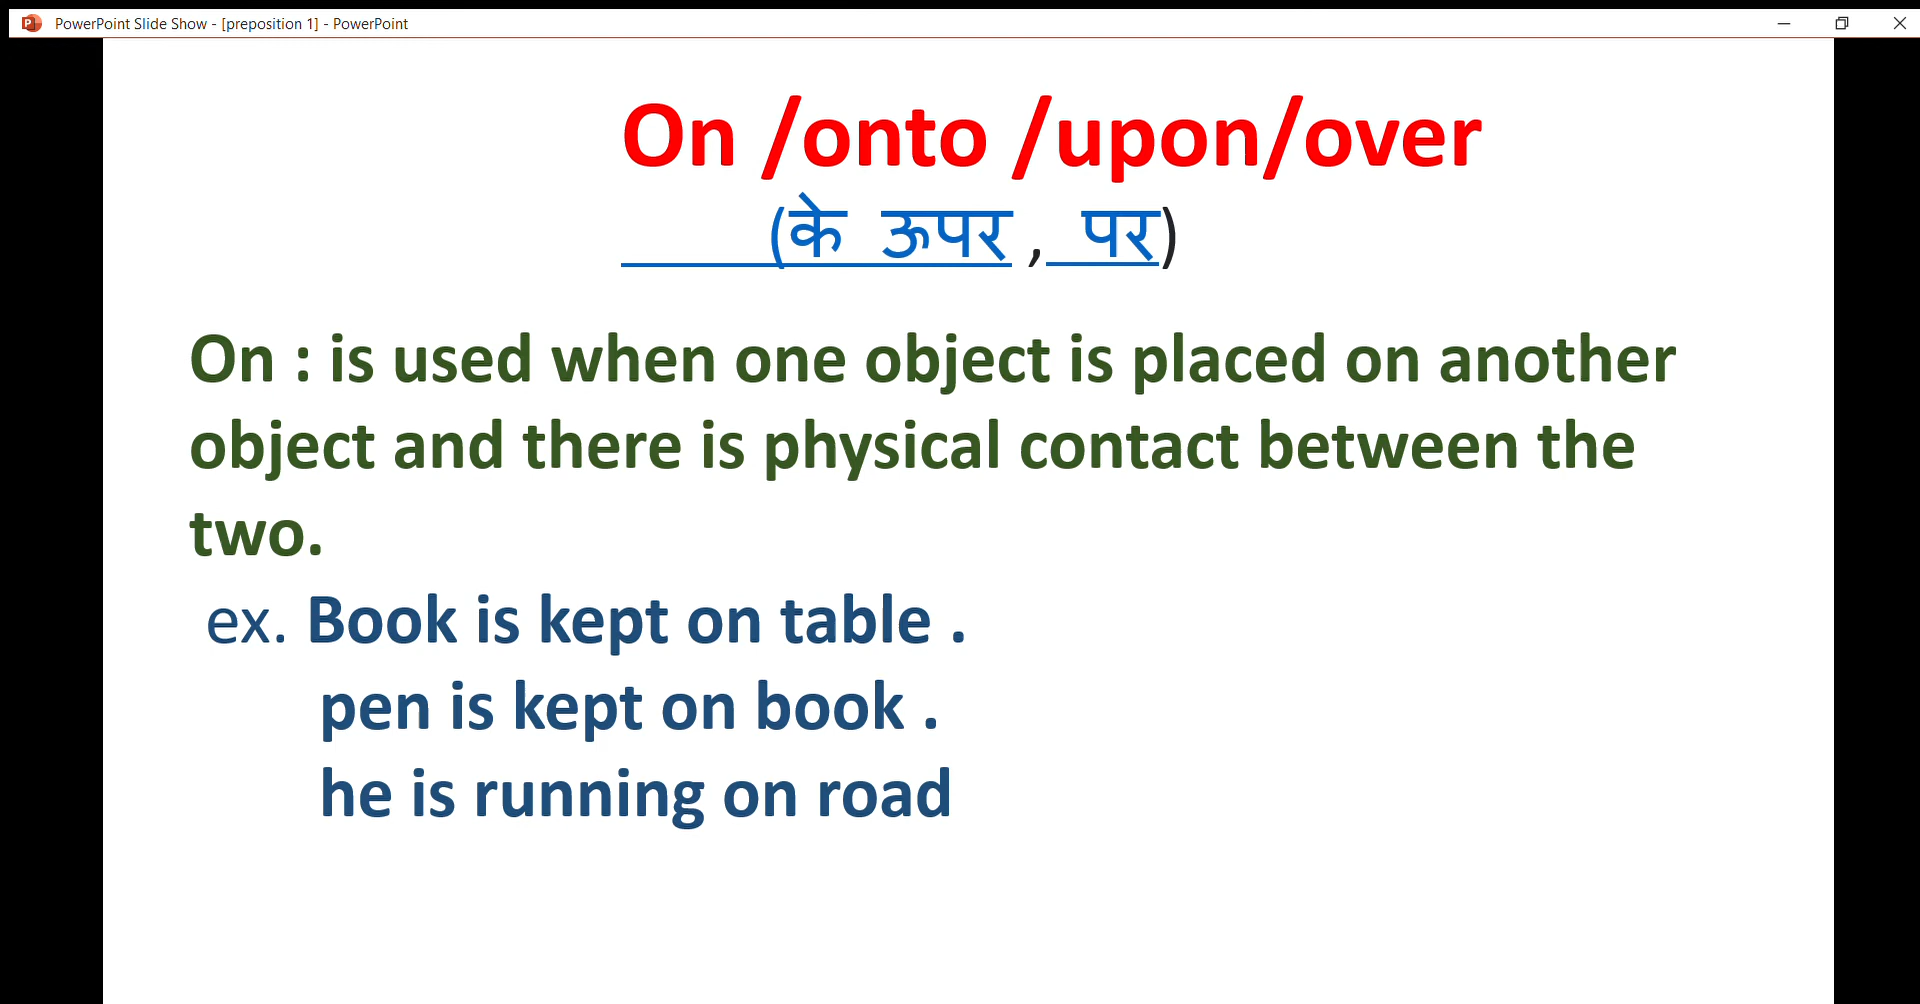 PowerPoint Slide Show - [preposition 1] - PowerPoint
On /onto /upon/over
(के ऊपर , पर)
On : is used when one object is placed on another
object and there is physical contact between the
two.
ex. Book is kept on table .
pen is kept on book .
he is running on road